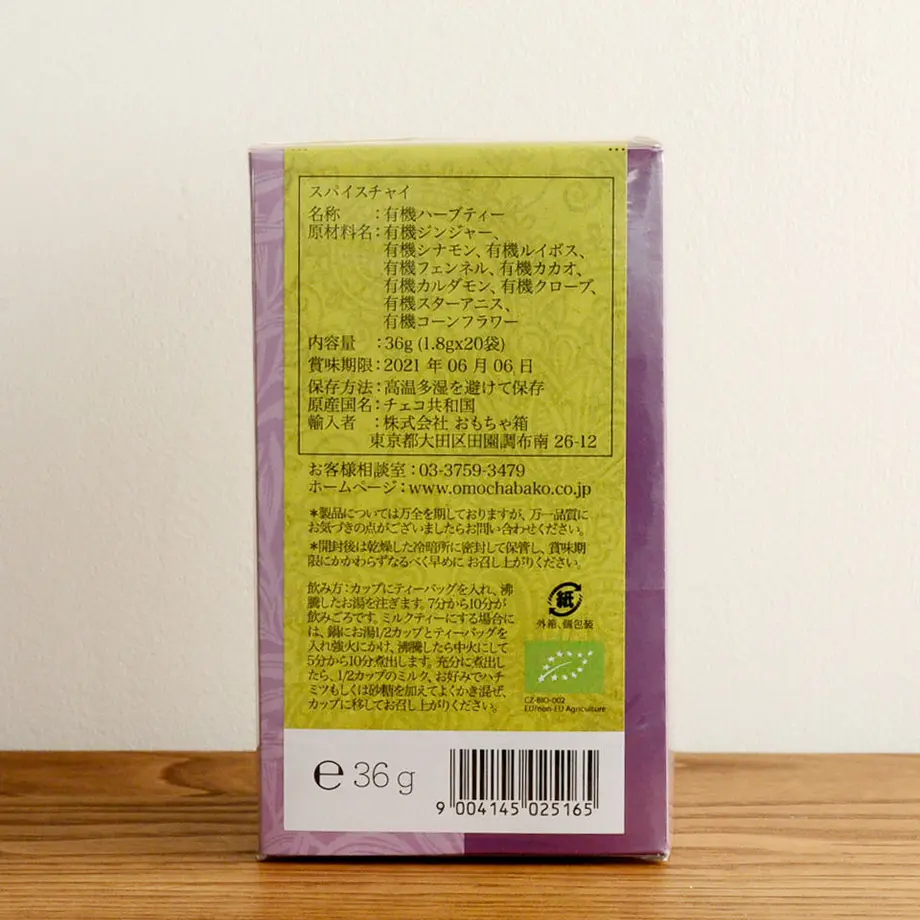 スパイスチャイ
名称　：有機ハーブティー
原材料名：有機ジンジャー、
有機シナモン、有機ルイボス、
有機フェンネル、有機カカオ、
有機カルダモン、有機クローブ、
有機スターアニス、
有機コーンフラワー
内容量　：36g (1.8gx20袋)
賞味期限：2021 年 06 月 06 日
保存方法：高温多湿を避けて保存
原産国名：チェコ共和国
輸入者　：株式会社 おもちゃ箱
東京都大田区田園調布南 26-12
お客様相談室：03-3759-3479
ホームページ：www.omochabako.co.jp
＊製品については万全を期しておりますが、万一品質に
お気づきの点がございましたらお問い合わせください。
＊開封後は乾燥した冷暗所に密封して保管し、賞味期
限にかかわらずなるべく早めに お召し上がりください。
飲み方：カップにティーバッグを入れ、沸
騰したお湯を注ぎます。7分から10分が
飲みごろです。ミルクティーにする場合に
は、鍋にお湯1/2カップとティーバッグを
入れ強火にかけ、沸騰したら中火にして
5分から10分煮出します。充分に煮出し
たら、1/2カップのミルク、お好みでハチ
ミツもしくは砂糖を加えてよくかき混ぜ、
カップに移してお召し上がりください。
紙
外箱、個包装
CZ-BIO-002
EU/non-EU Agriculture
℮ 36 g
9 004145 025165